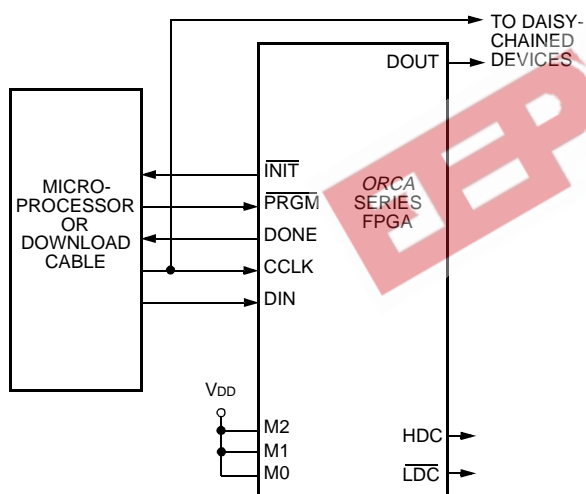 TO DAISY-
CHAINED
DEVICES
DOUT
MICRO-
PROCESSOR
OR
DOWNLOAD
CABLE
INIT
PRGM
DONE
CCLK
DIN
ORCA
SERIES
FPGA
VDD
M2
M1
M0
HDC
LDC
EEP